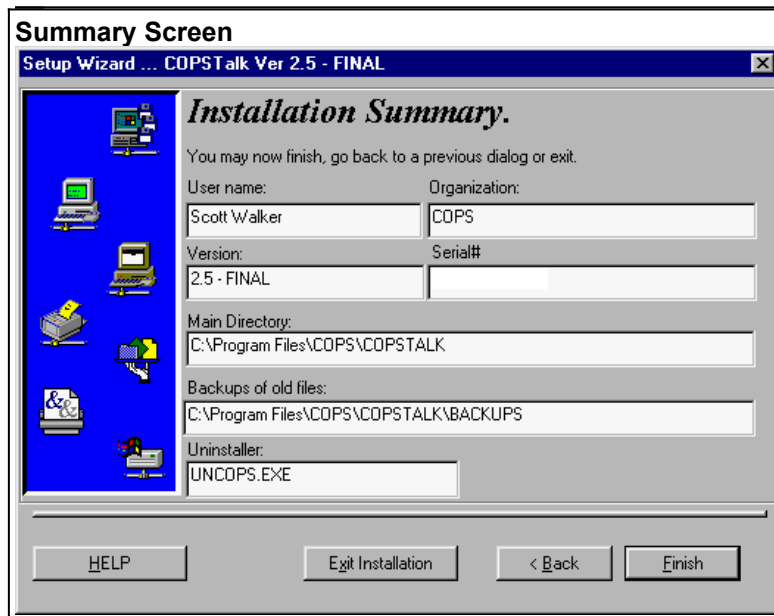 Summary Screen
Setup Wizard ... COPSTalk Ver 2.5 - FINAL
Installation Summary.
You may now finish, go back to a previous dialog or exit.
User name:
Organization:
Scott Walker
COPS
Version:
Serial#
2.5 - FINAL
Main Directory:
C:\Program Files\COPS\COPSTALK
Backups of old files:
C:\Program Files\COPS\COPSTALK\BACKUPS
Uninstaller:
UNCOPS.EXE
&&
HELP
Exit Installation
< Back
Finish